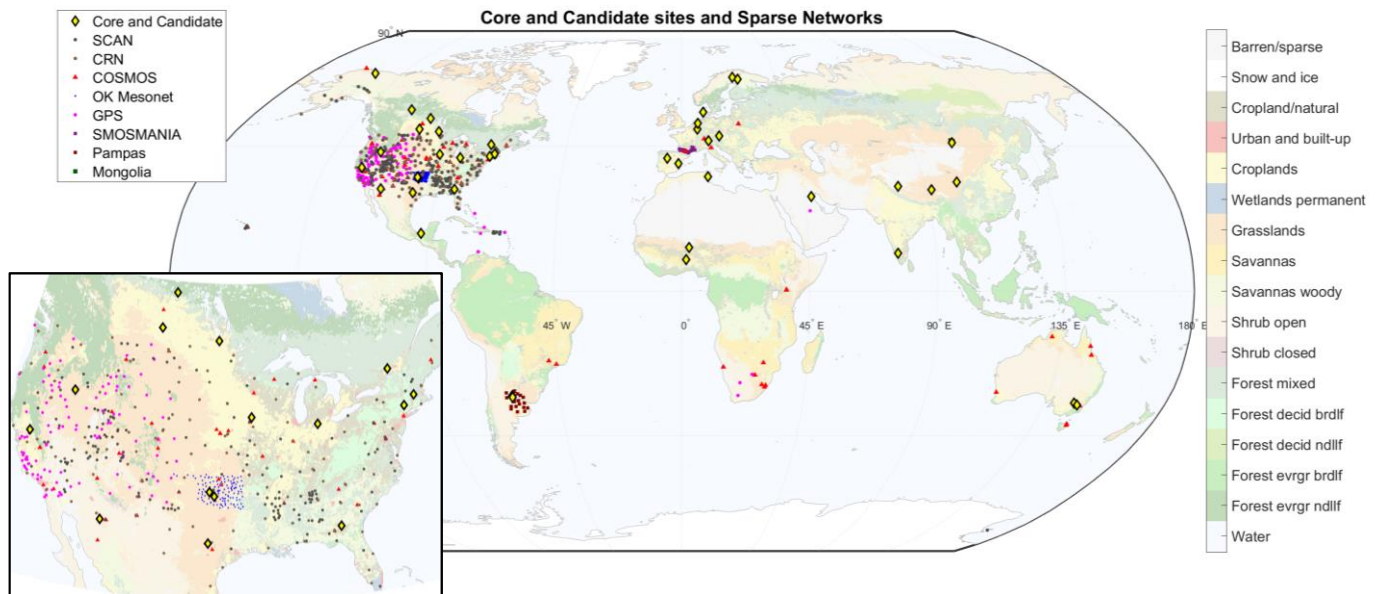 Core and Candidate sites and Sparse Networks
Core and Candidate
SCAN
CRN
COSMOS
OK Mesonet
GPS
SMOSMANIA
Pampas
Mongolia
90° N
45° W
0°
45° E
90° E
135° E
180° E
Barren/sparse
Snow and ice
Cropland/natural
Urban and built-up
Croplands
Wetlands permanent
Grasslands
Savannas
Savannas woody
Shrub open
Shrub closed
Forest mixed
Forest decid brdlf
Forest decid ndllf
Forest evrgr brdlf
Forest evrgr ndllf
Water